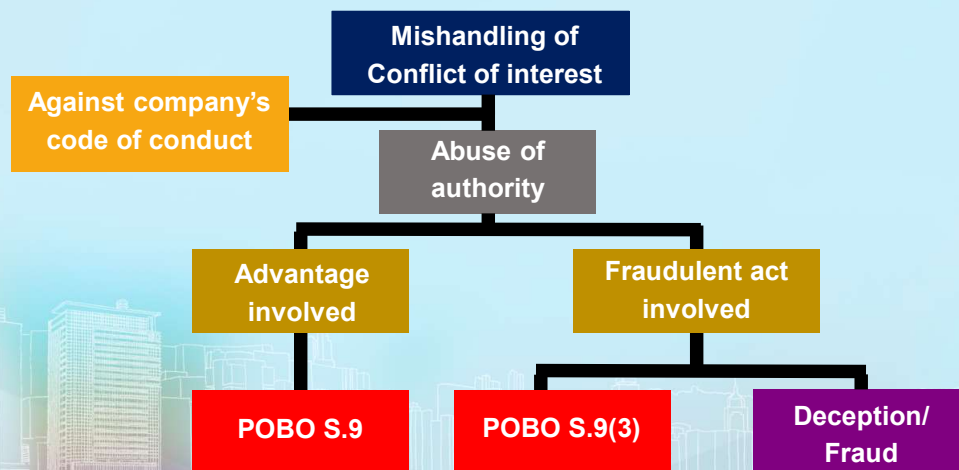 Mishandling of
Conflict of interest
Against company’s
code of conduct
Abuse of
authority
Advantage
involved
Fraudulent act
involved
POBO S.9
POBO S.9(3)
Deception/
Fraud